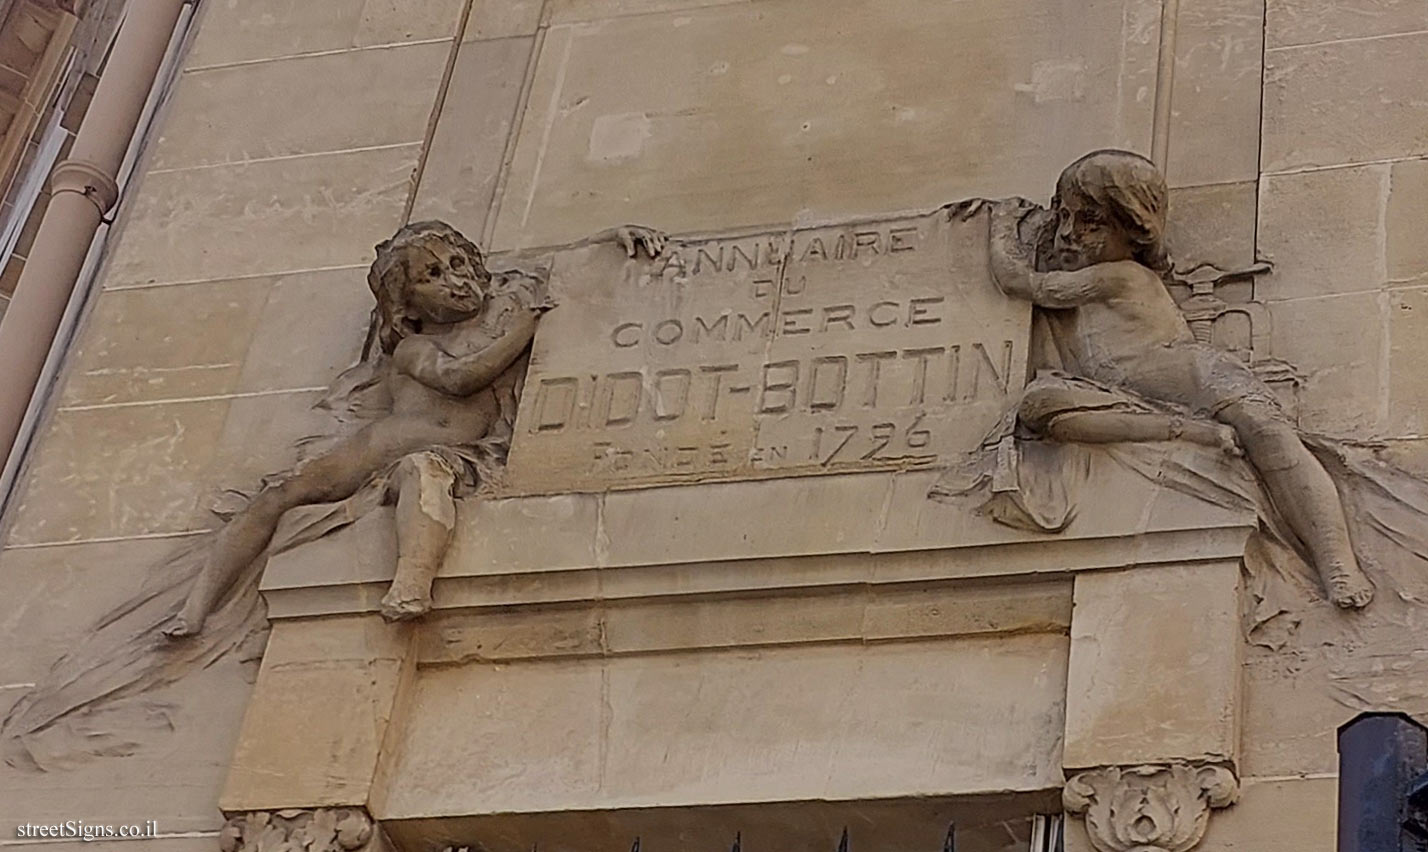 ANNUAIRE
DU
COMMERCE
DIDOT-BOTTIN
FONDÉ EN 1796
streetSigns.co.il